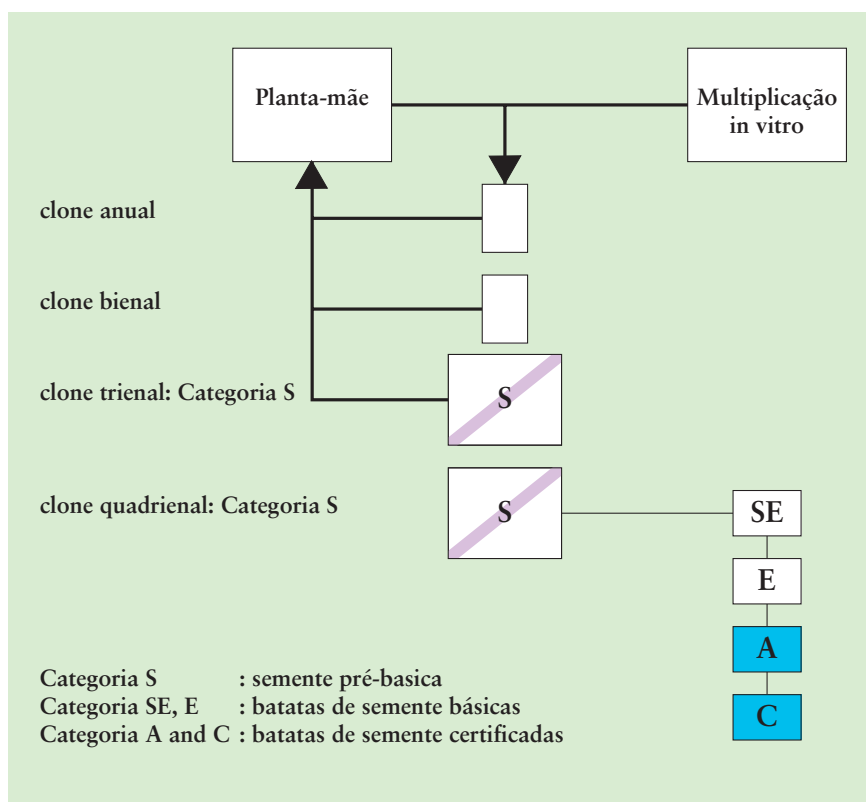 Planta-mãe
Multiplicação
in vitro
clone anual
clone bienal
clone trienal: Categoria S
S
clone quadrienal: Categoria S
S
SE
E
A
C
Categoria S : semente pré-basica
Categoria SE, E : batatas de semente básicas
Categoria A and C : batatas de semente certificadas